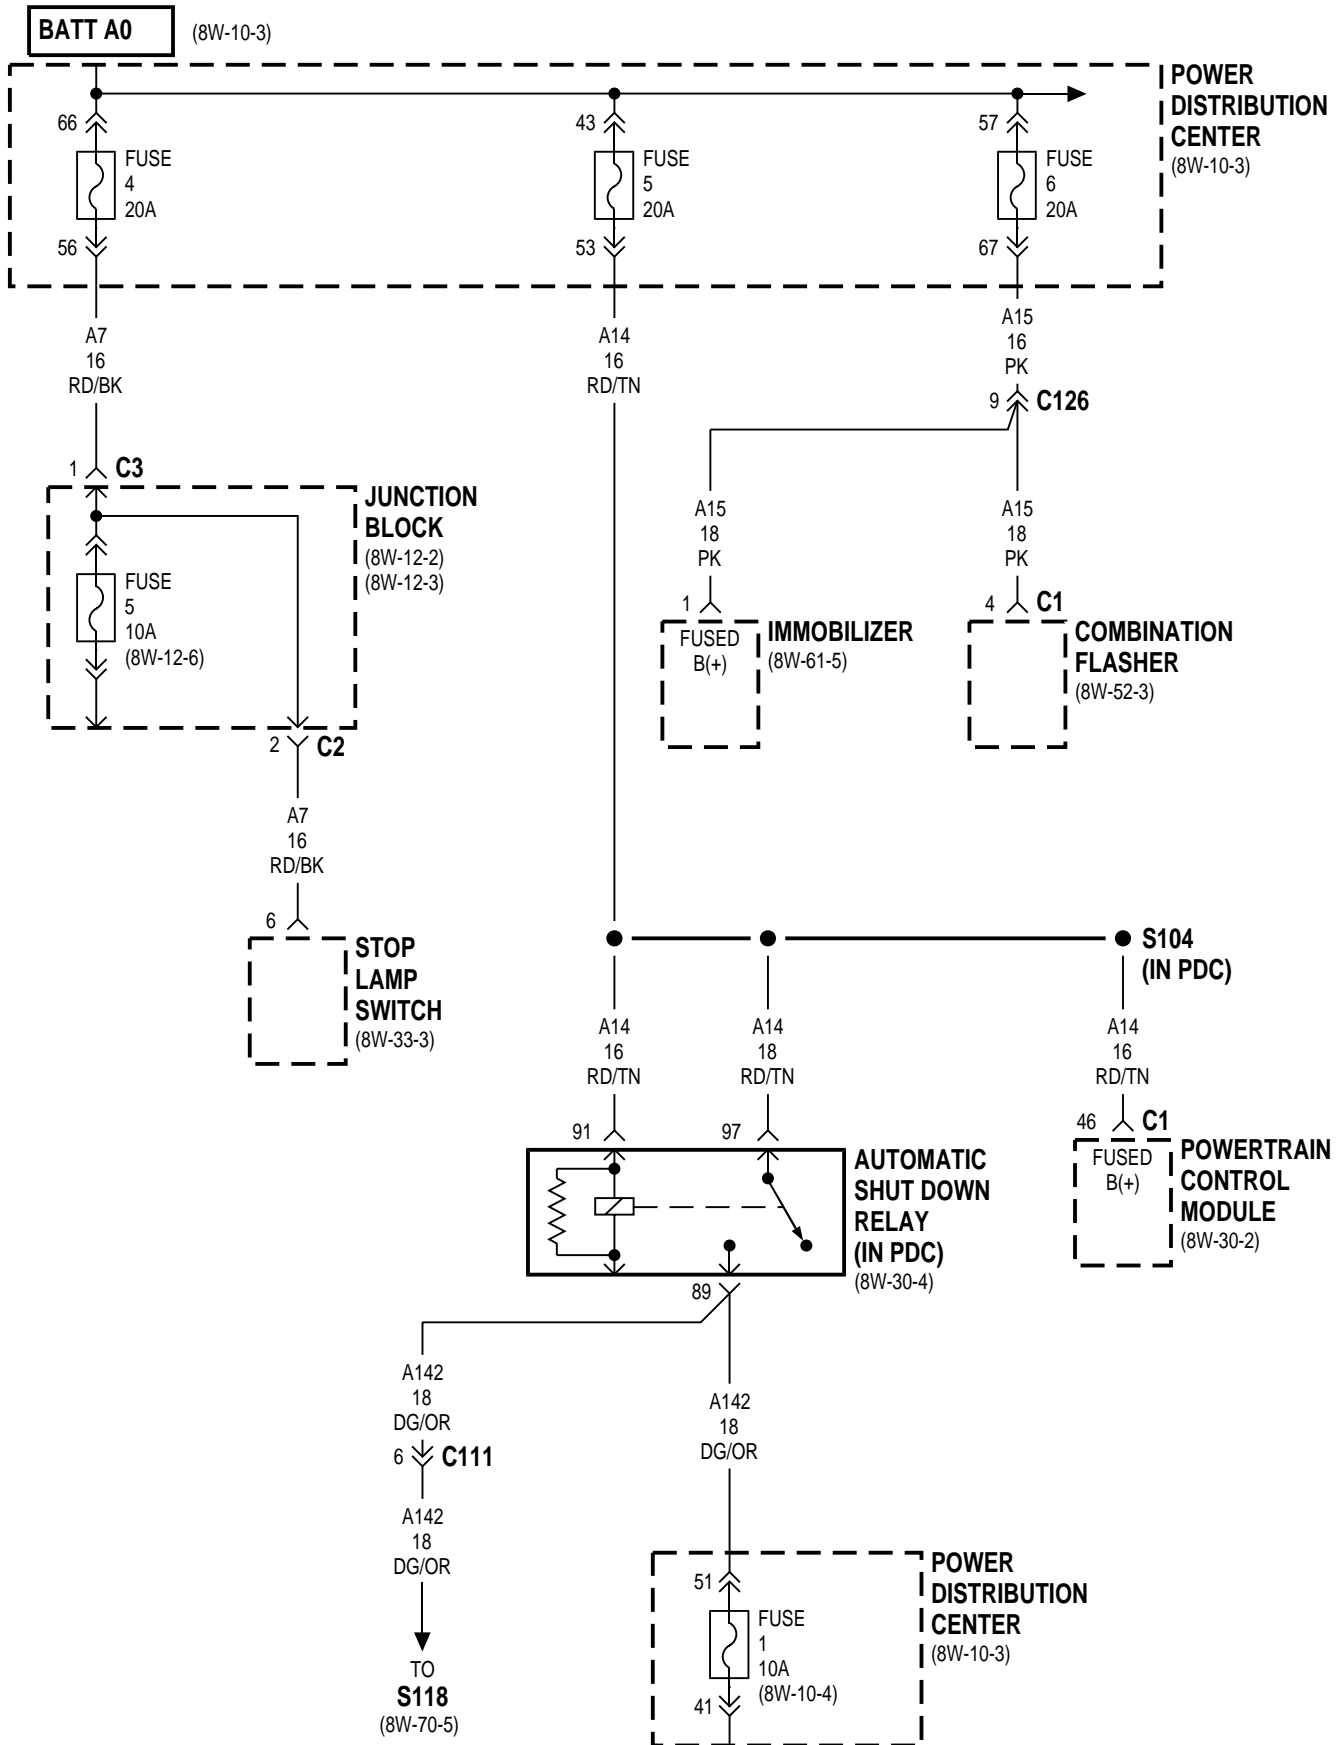 BATT A0 (8W-10-3)
POWER
DISTRIBUTION
CENTER
(8W-10-3)
66
FUSE
4
20A
56
43
FUSE
5
20A
53
57
FUSE
6
20A
67
A7
16
RD/BK
A14
16
RD/TN
A15
16
PK
9 C126
1 C3
JUNCTION
BLOCK
(8W-12-2)
(8W-12-3)
FUSE
5
10A
(8W-12-6)
2 C2
A15
18
PK
A15
18
PK
1
FUSED
B(+)
IMMOBILIZER
(8W-61-5)
4 C1
COMBINATION
FLASHER
(8W-52-3)
A7
16
RD/BK
6
STOP
LAMP
SWITCH
(8W-33-3)
S104
(IN PDC)
A14
16
RD/TN
A14
18
RD/TN
A14
16
RD/TN
91
97
46 C1
FUSED
B(+)
POWERTRAIN
CONTROL
MODULE
(8W-30-2)
AUTOMATIC
SHUT DOWN
RELAY
(IN PDC)
(8W-30-4)
89
A142
18
DG/OR
6 C111
A142
18
DG/OR
TO
S118
(8W-70-5)
A142
18
DG/OR
POWER
DISTRIBUTION
CENTER
(8W-10-3)
51
FUSE
1
10A
(8W-10-4)
41